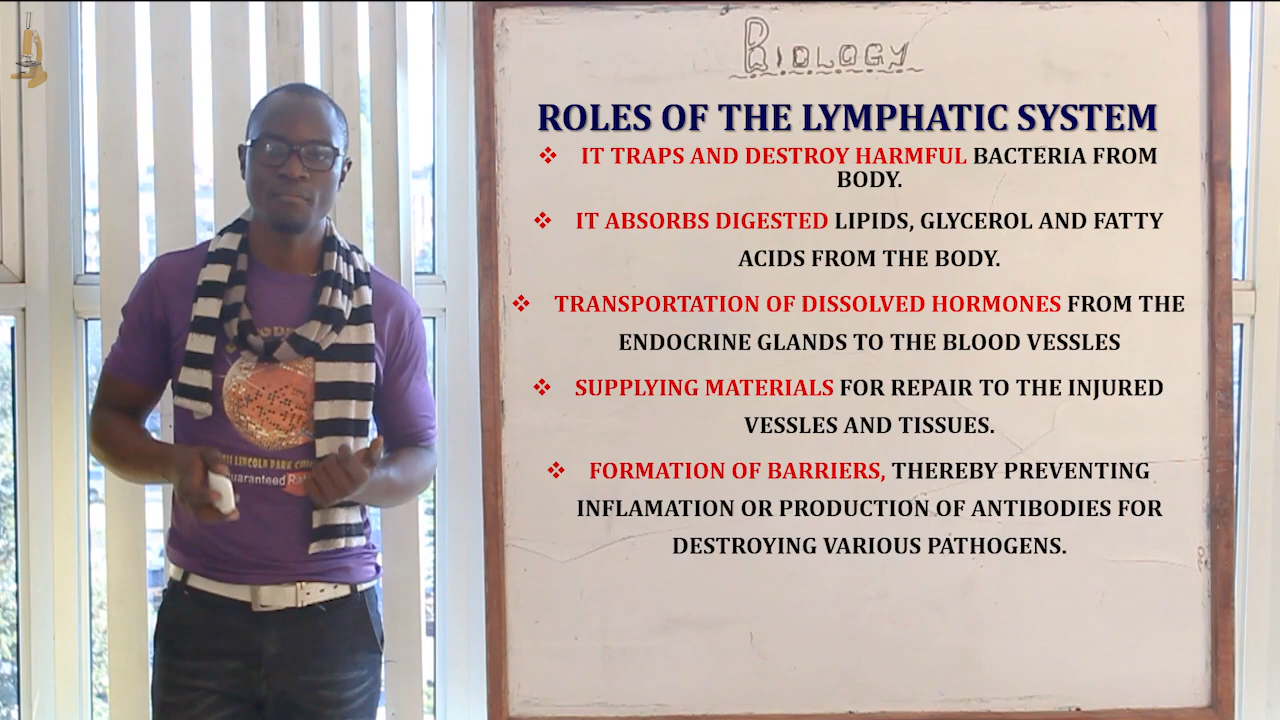 BIOLOGY
ROLES OF THE LYMPHATIC SYSTEM
❖ IT TRAPS AND DESTROY HARMFUL BACTERIA FROM
BODY.
❖ IT ABSORBS DIGESTED LIPIDS, GLYCEROL AND FATTY
ACIDS FROM THE BODY.
❖ TRANSPORTATION OF DISSOLVED HORMONES FROM THE
ENDOCRINE GLANDS TO THE BLOOD VESSLES
❖ SUPPLYING MATERIALS FOR REPAIR TO THE INJURED
VESSLES AND TISSUES.
❖ FORMATION OF BARRIERS, THEREBY PREVENTING
INFLAMATION OR PRODUCTION OF ANTIBODIES FOR
DESTROYING VARIOUS PATHOGENS.
LINCOLN PARK
Guaranteed